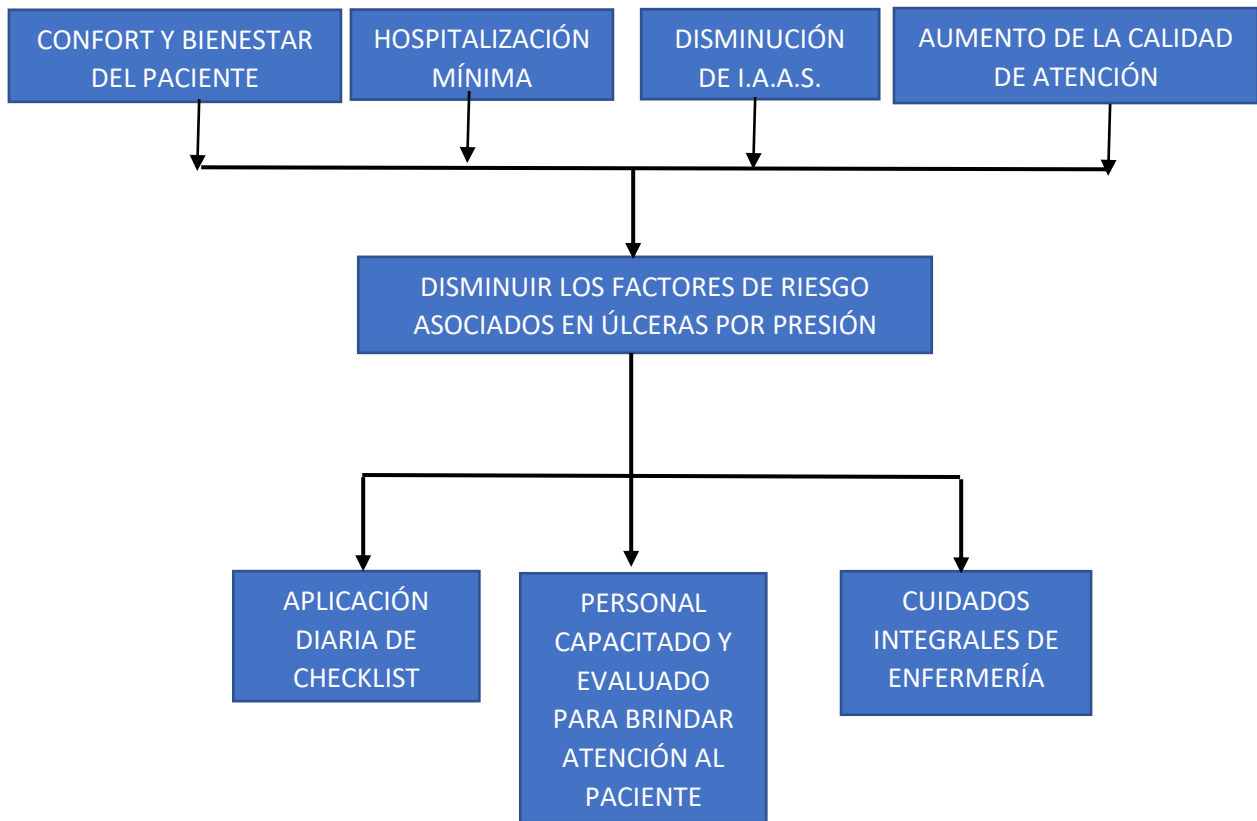 CONFORT Y BIENESTAR
DEL PACIENTE
HOSPITALIZACIÓN
MÍNIMA
DISMINUCIÓN
DE I.A.A.S.
AUMENTO DE LA CALIDAD
DE ATENCIÓN
DISMINUIR LOS FACTORES DE RIESGO
ASOCIADOS EN ÚLCERAS POR PRESIÓN
APLICACIÓN
DIARIA DE
CHECKLIST
PERSONAL
CAPACITADO Y
EVALUADO
PARA BRINDAR
ATENCIÓN AL
PACIENTE
CUIDADOS
INTEGRALES DE
ENFERMERÍA